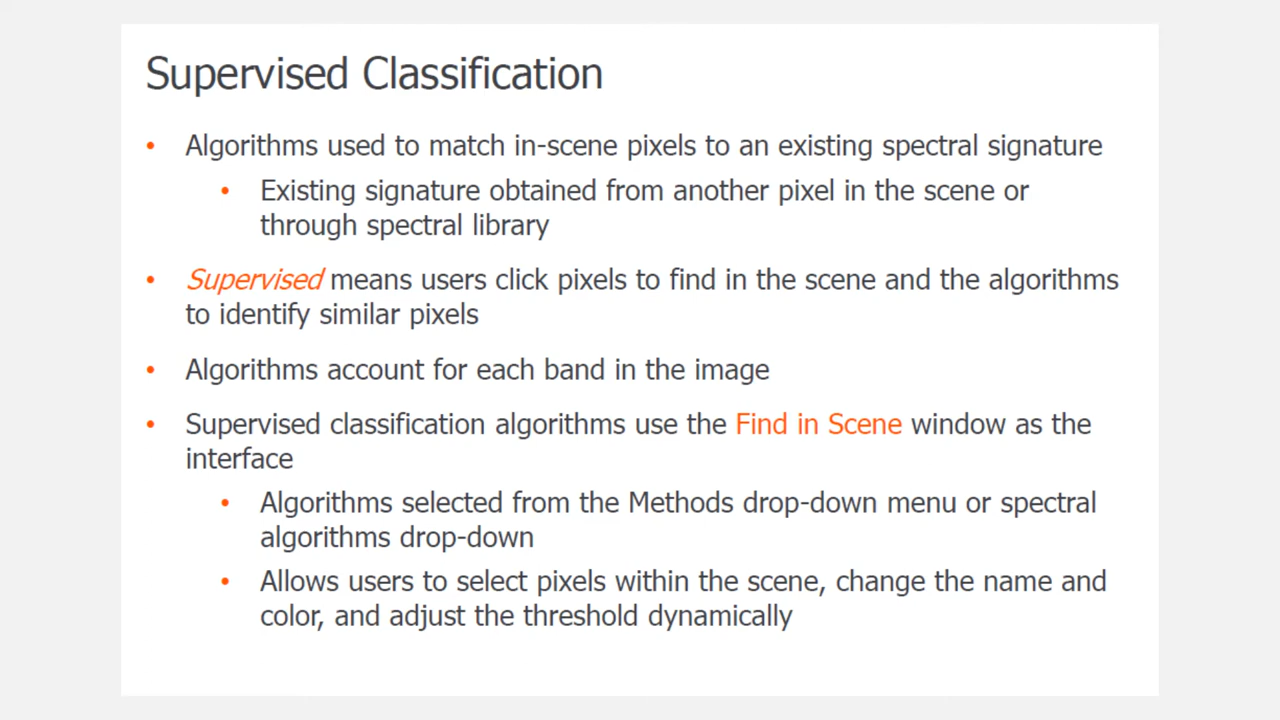 Supervised Classification
• Algorithms used to match in-scene pixels to an existing spectral signature
• Existing signature obtained from another pixel in the scene or
through spectral library
• Supervised means users click pixels to find in the scene and the algorithms
to identify similar pixels
• Algorithms account for each band in the image
• Supervised classification algorithms use the Find in Scene window as the
interface
• Algorithms selected from the Methods drop-down menu or spectral
algorithms drop-down
• Allows users to select pixels within the scene, change the name and
color, and adjust the threshold dynamically